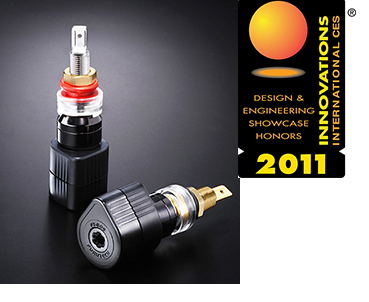 ®
INNOVATIONS
INTERNATIONAL CES
DESIGN &
ENGINEERING
SHOWCASE
HONORS
2011